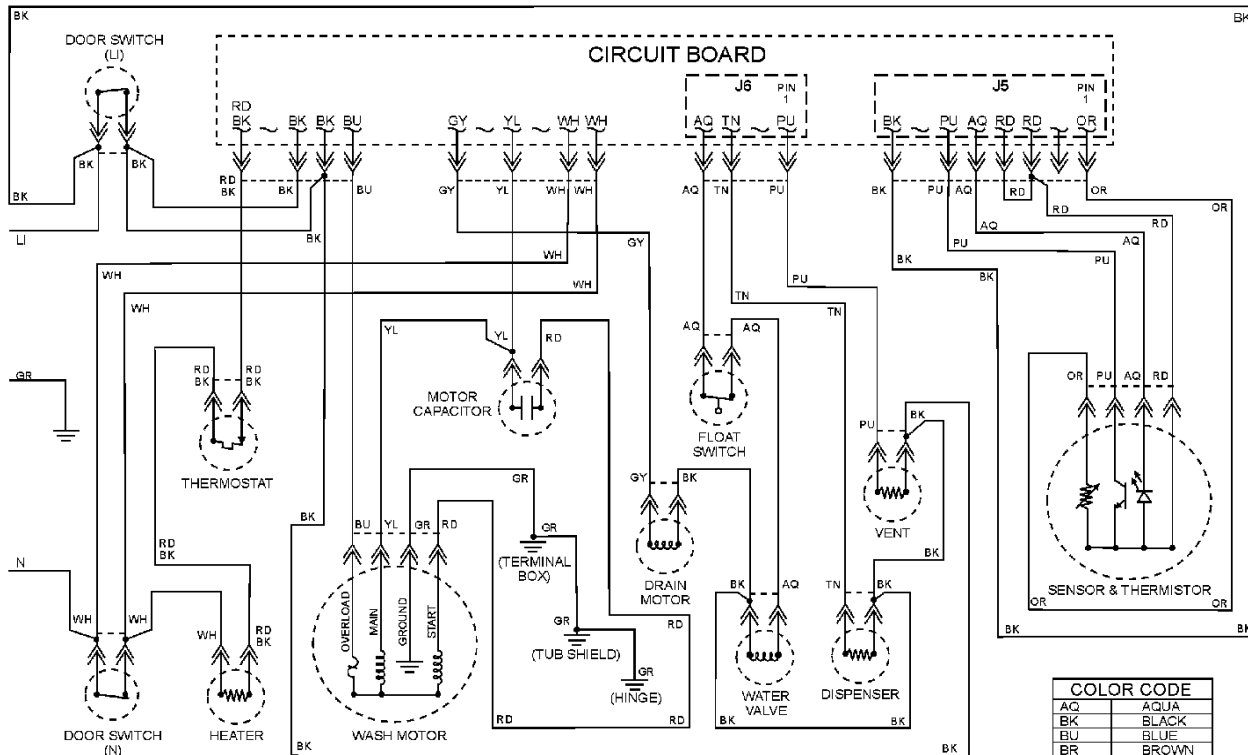 BK
BK
DOOR SWITCH
(LI)
CIRCUIT BOARD
J6
PIN
1
J5
PIN
1
RD
BK
BK
BK
BU
GY
YL
WH
WH
AQ
TN
PU
BK
PU
AQ
RD
RD
OR
BK
BK
RD
BK
BK
BU
GY
YL
WH
WH
AQ
TN
PU
BK
PU
AQ
RD
OR
BK
RD
RD
OR
LI
BK
GY
AQ
PU
PU
BK
BK
WH
WH
WH
WH
PU
TN
TN
YL
YL
RD
AQ
AQ
RD
BK
RD
BK
GR
MOTOR
CAPACITOR
FLOAT
SWITCH
OR
PU
AQ
RD
PU
BK
THERMOSTAT
GR
GY
BK
VENT
BU
YL
GR
RD
GR
RD
BK
(TERMINAL
BOX)
N
DRAIN
MOTOR
BK
AQ
TN
BK
BK
SENSOR & THERMISTOR
OR
OR
WH
WH
RD
BK
OVERLOAD
MAIN
GROUND
START
GR
RD
(TUB SHIELD)
BK
BK
GR
(HINGE)
WATER
VALVE
DISPENSER
DOOR SWITCH
(N)
HEATER
WASH MOTOR
RD
RD
BK
BK
BK
BK
COLOR CODE
AQ AQUA
BK BLACK
BU BLUE
BR BROWN